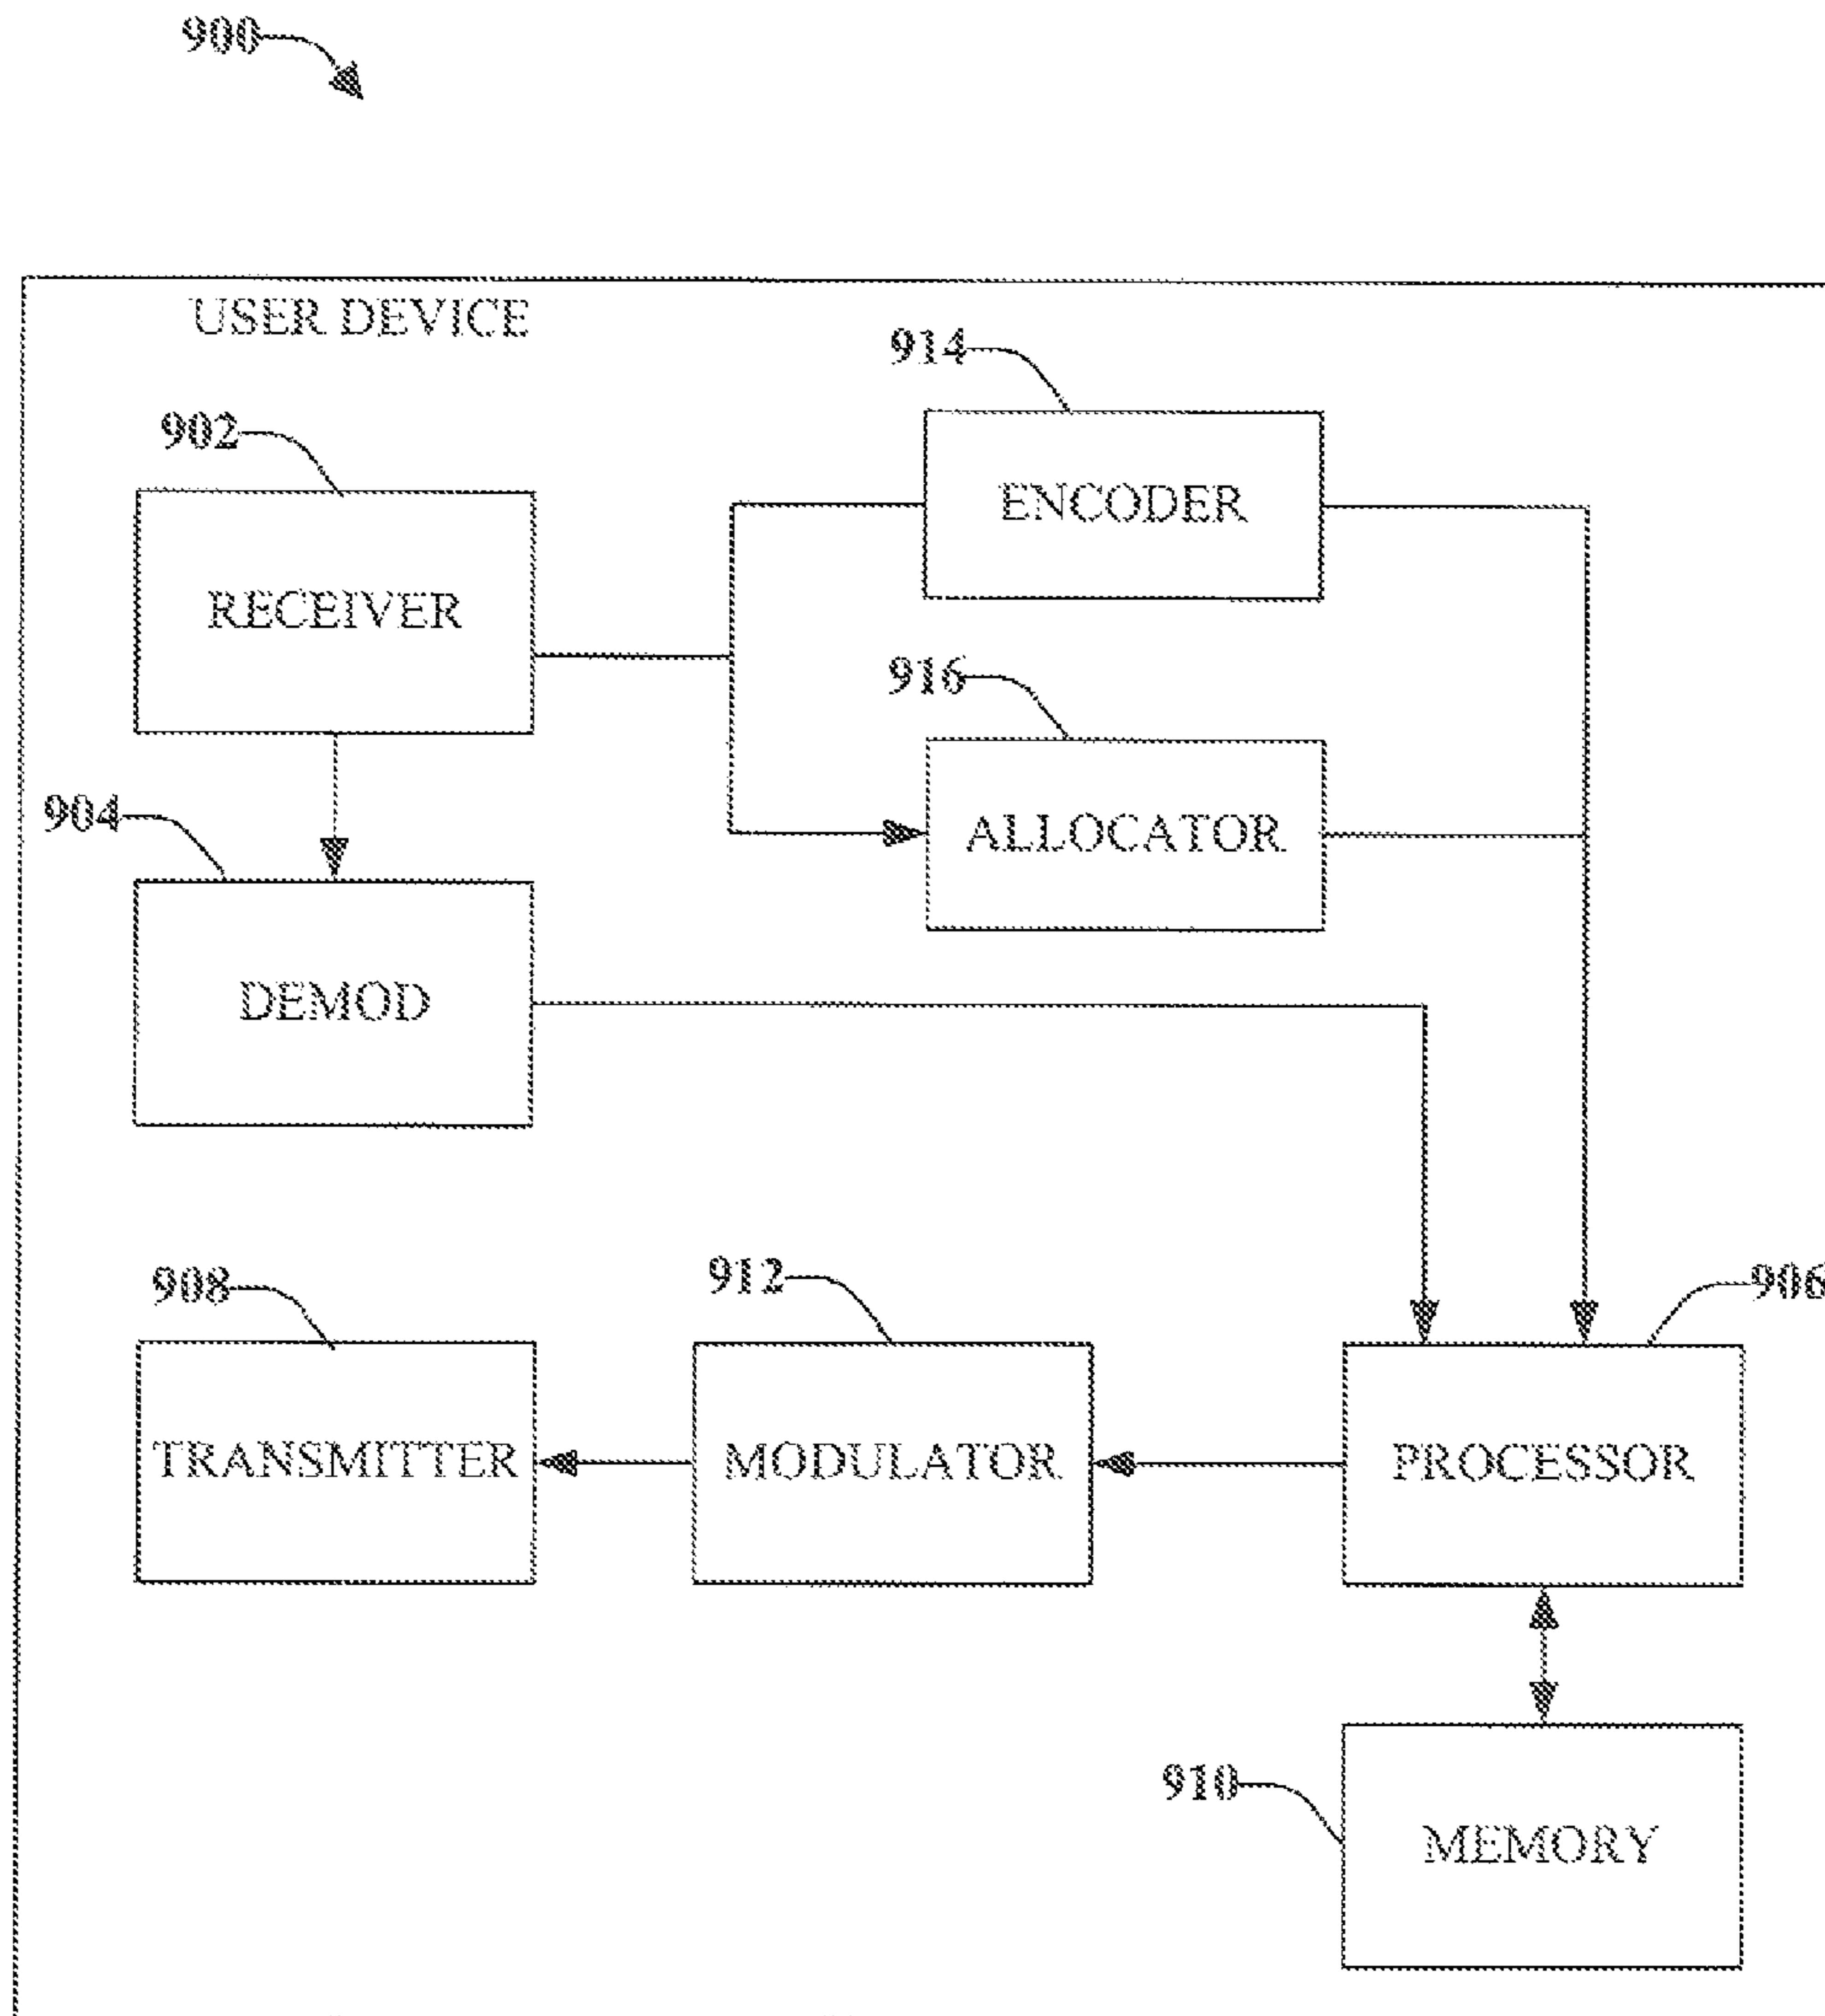 900
USER DEVICE
914
902
ENCODER
RECEIVER
916
904
ALLOCATOR
DEMOD
908
912
906
TRANSMITTER
MODULATOR
PROCESSOR
910
MEMORY